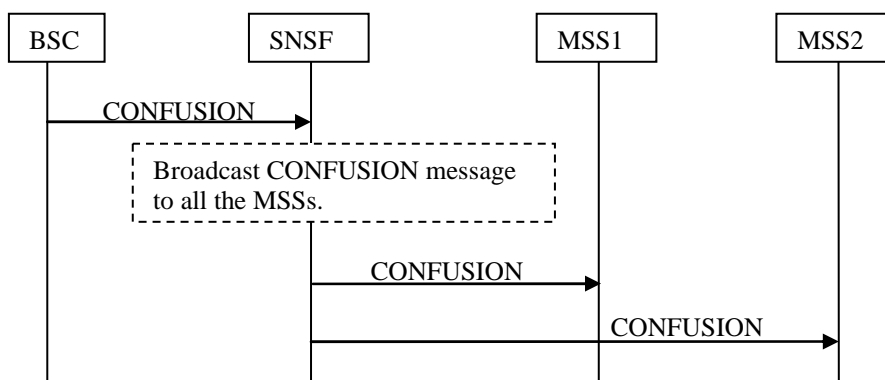 BSC
SNSF
MSS1
MSS2
CONFUSION
Broadcast CONFUSION message
to all the MSSs.
CONFUSION
CONFUSION